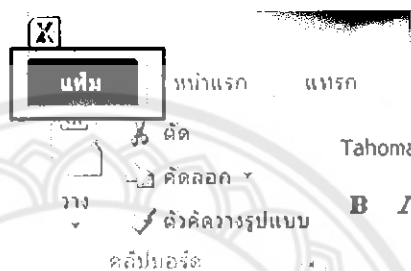 แฟ้ม หน้าแรก แทรก
ตัด
Tahoma
คัดลอก
วาง
B I
ตัวคัดวางรูปแบบ
คลิปบอร์ด